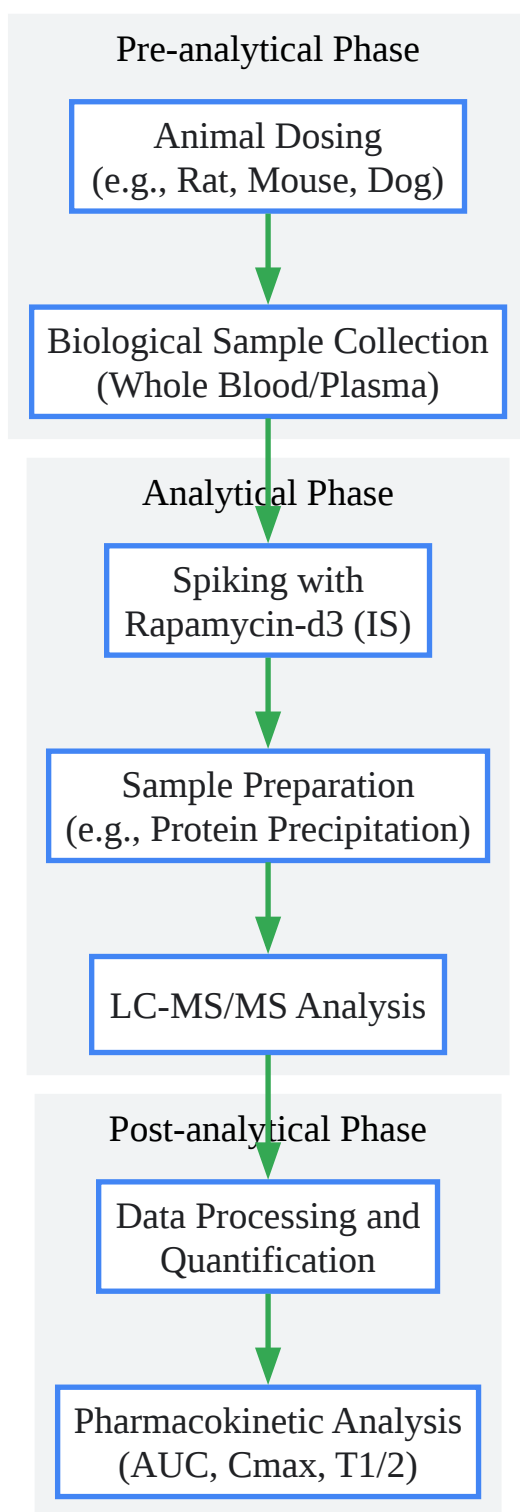 Pre-analytical Phase
Animal Dosing
(e.g., Rat, Mouse, Dog)
Biological Sample Collection
(Whole Blood/Plasma)
Analytical Phase
Spiking with
Rapamycin-d3 (IS)
Sample Preparation
(e.g., Protein Precipitation)
LC-MS/MS Analysis
Post-analytical Phase
Data Processing and
Quantification
Pharmacokinetic Analysis
(AUC, Cmax, T1/2)